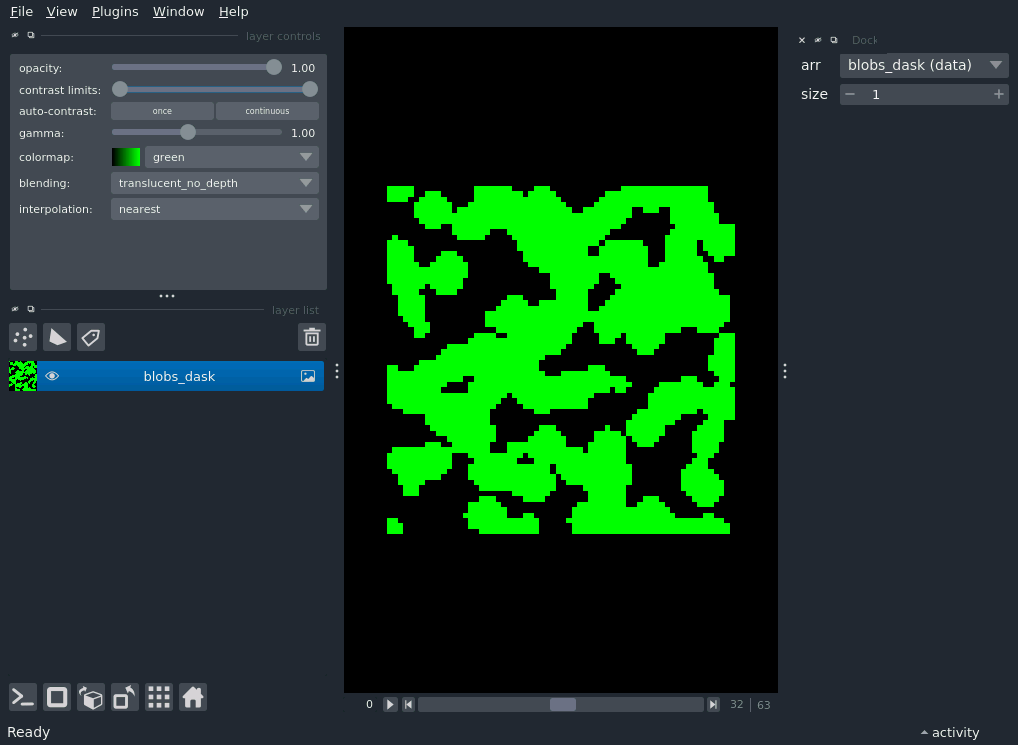 File View Plugins Window Help
layer controls
opacity: 1.00
contrast limits:
auto-contrast: once continuous
gamma: 1.00
colormap: green
blending: translucent_no_depth
interpolation: nearest
layer list
blobs_dask
Dock
arr blobs_dask (data)
size 1
0 32 | 63
Ready
activity